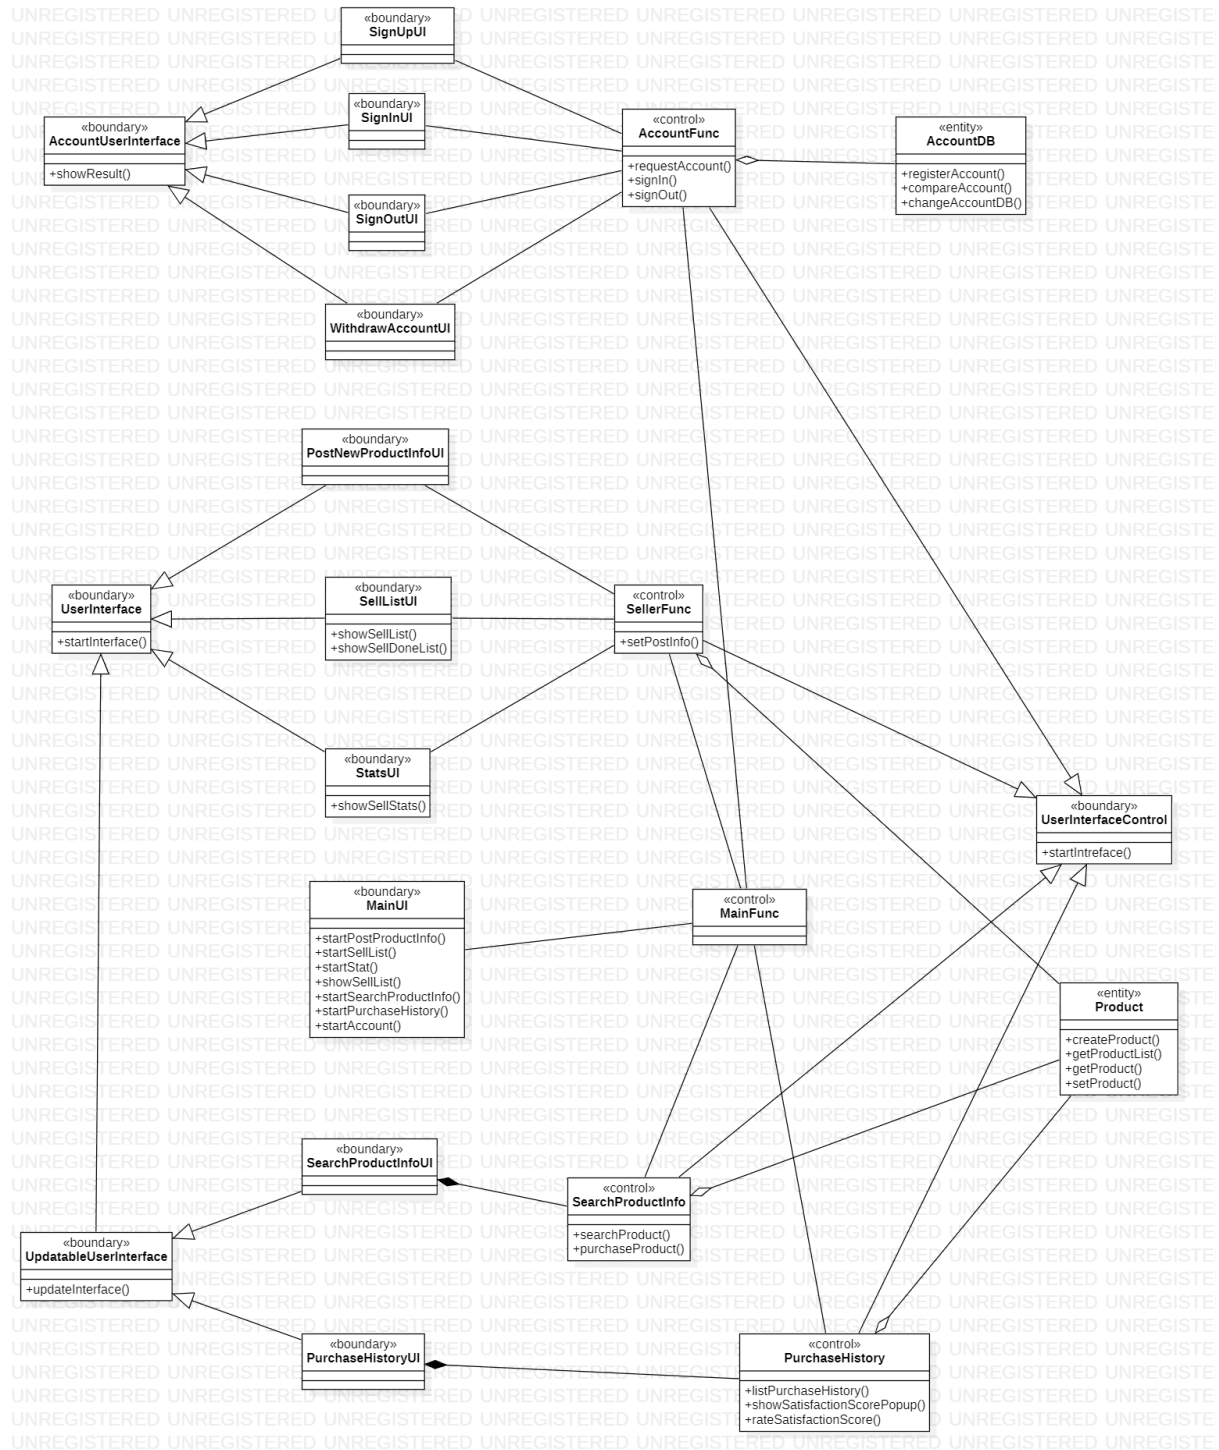 «boundary»
SignUpUI
«boundary»
SignInUI
«boundary»
AccountUserInterface
+showResult()
«boundary»
SignOutUI
«boundary»
WithdrawAccountUI
«control»
AccountFunc
+requestAccount()
+signIn()
+signOut()
«entity»
AccountDB
+registerAccount()
+compareAccount()
+changeAccountDB()
«boundary»
PostNewProductInfoUI
«boundary»
UserInterface
+startInterface()
«boundary»
SellListUI
+showSellList()
+showSellDoneList()
«control»
SellerFunc
+setPostInfo()
«boundary»
StatsUI
+showSellStats()
«boundary»
UserInterfaceControl
+startIntreface()
«boundary»
MainUI
+startPostProductInfo()
+startSellList()
+startStat()
+showSellList()
+startSearchProductInfo()
+startPurchaseHistory()
+startAccount()
«control»
MainFunc
«entity»
Product
+createProduct()
+getProductList()
+getProduct()
+setProduct()
«boundary»
SearchProductInfoUI
«control»
SearchProductInfo
+searchProduct()
+purchaseProduct()
«boundary»
UpdatableUserInterface
+updateInterface()
«boundary»
PurchaseHistoryUI
«control»
PurchaseHistory
+listPurchaseHistory()
+showSatisfactionScorePopup()
+rateSatisfactionScore()